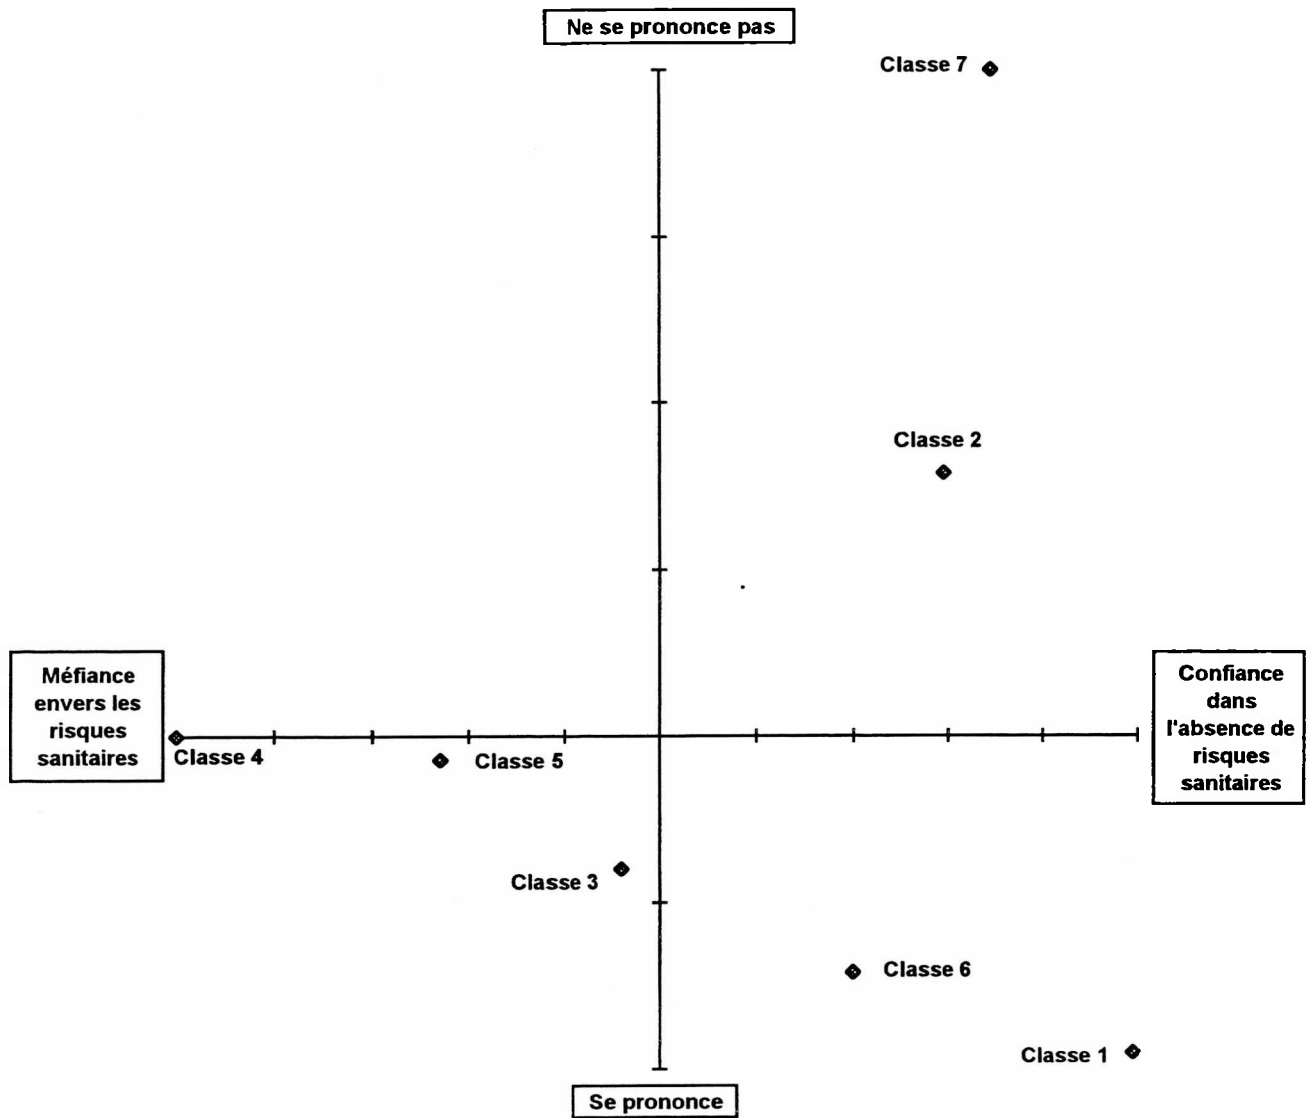 Ne se prononce pas
Classe 7
Classe 2
Méfiance
envers les
risques
sanitaires
Confiance
dans
l'absence de
risques
sanitaires
Classe 4
Classe 5
Classe 3
Classe 6
Classe 1
Se prononce